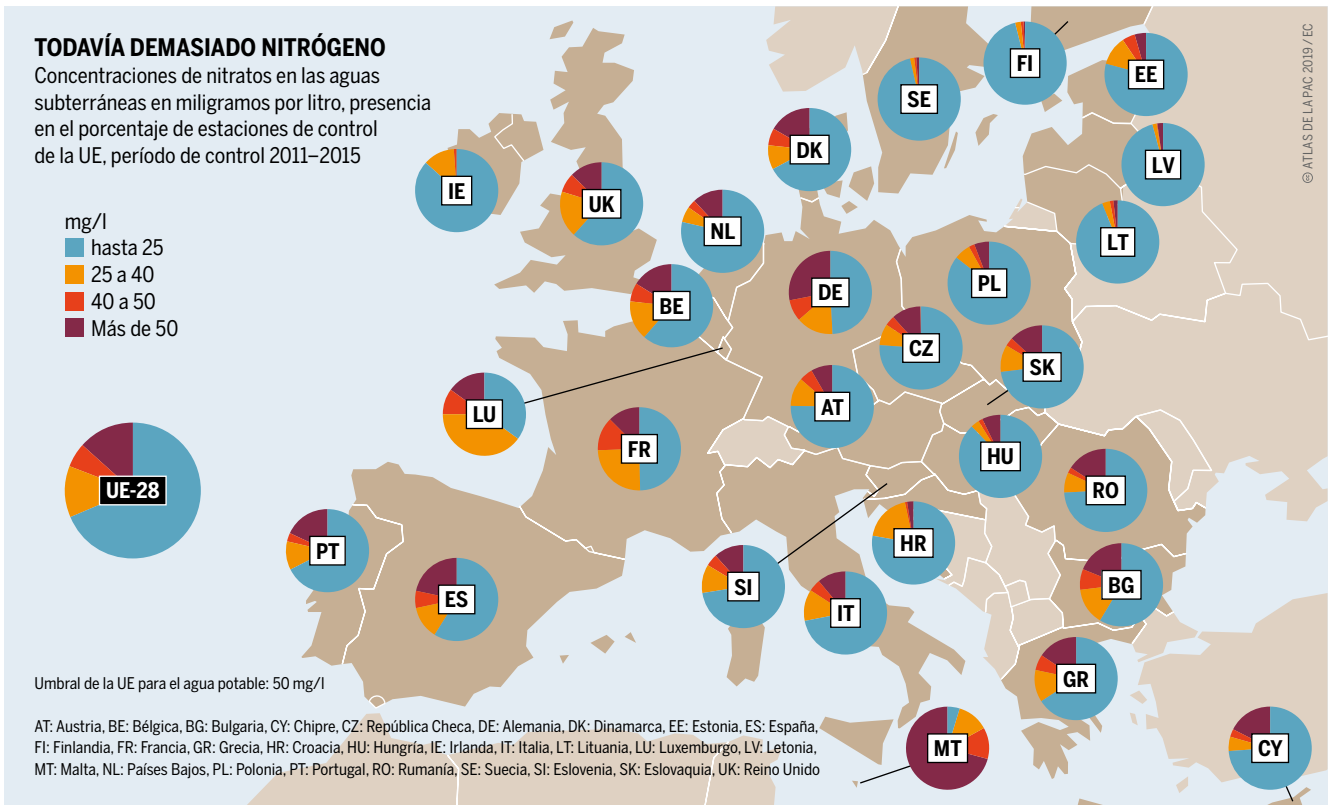 TODAVÍA DEMASIADO NITRÓGENO
Concentraciones de nitratos en las aguas
subterráneas en miligramos por litro, presencia
en el porcentaje de estaciones de control
de la UE, período de control 2011–2015
mg/l
hasta 25
25 a 40
40 a 50
Más de 50
FI
EE
SE
DK
LV
IE
UK
NL
LT
PL
DE
BE
CZ
SK
LU
AT
FR
HU
UE-28
RO
PT
HR
ES
SI
IT
BG
GR
MT
CY
Umbral de la UE para el agua potable: 50 mg/l
AT: Austria, BE: Bélgica, BG: Bulgaria, CY: Chipre, CZ: República Checa, DE: Alemania, DK: Dinamarca, EE: Estonia, ES: España,
FI: Finlandia, FR: Francia, GR: Grecia, HR: Croacia, HU: Hungría, IE: Irlanda, IT: Italia, LT: Lituania, LU: Luxemburgo, LV: Letonia,
MT: Malta, NL: Países Bajos, PL: Polonia, PT: Portugal, RO: Rumanía, SE: Suecia, SI: Eslovenia, SK: Eslovaquia, UK: Reino Unido
ATLAS DE LA PAC 2019 / EC